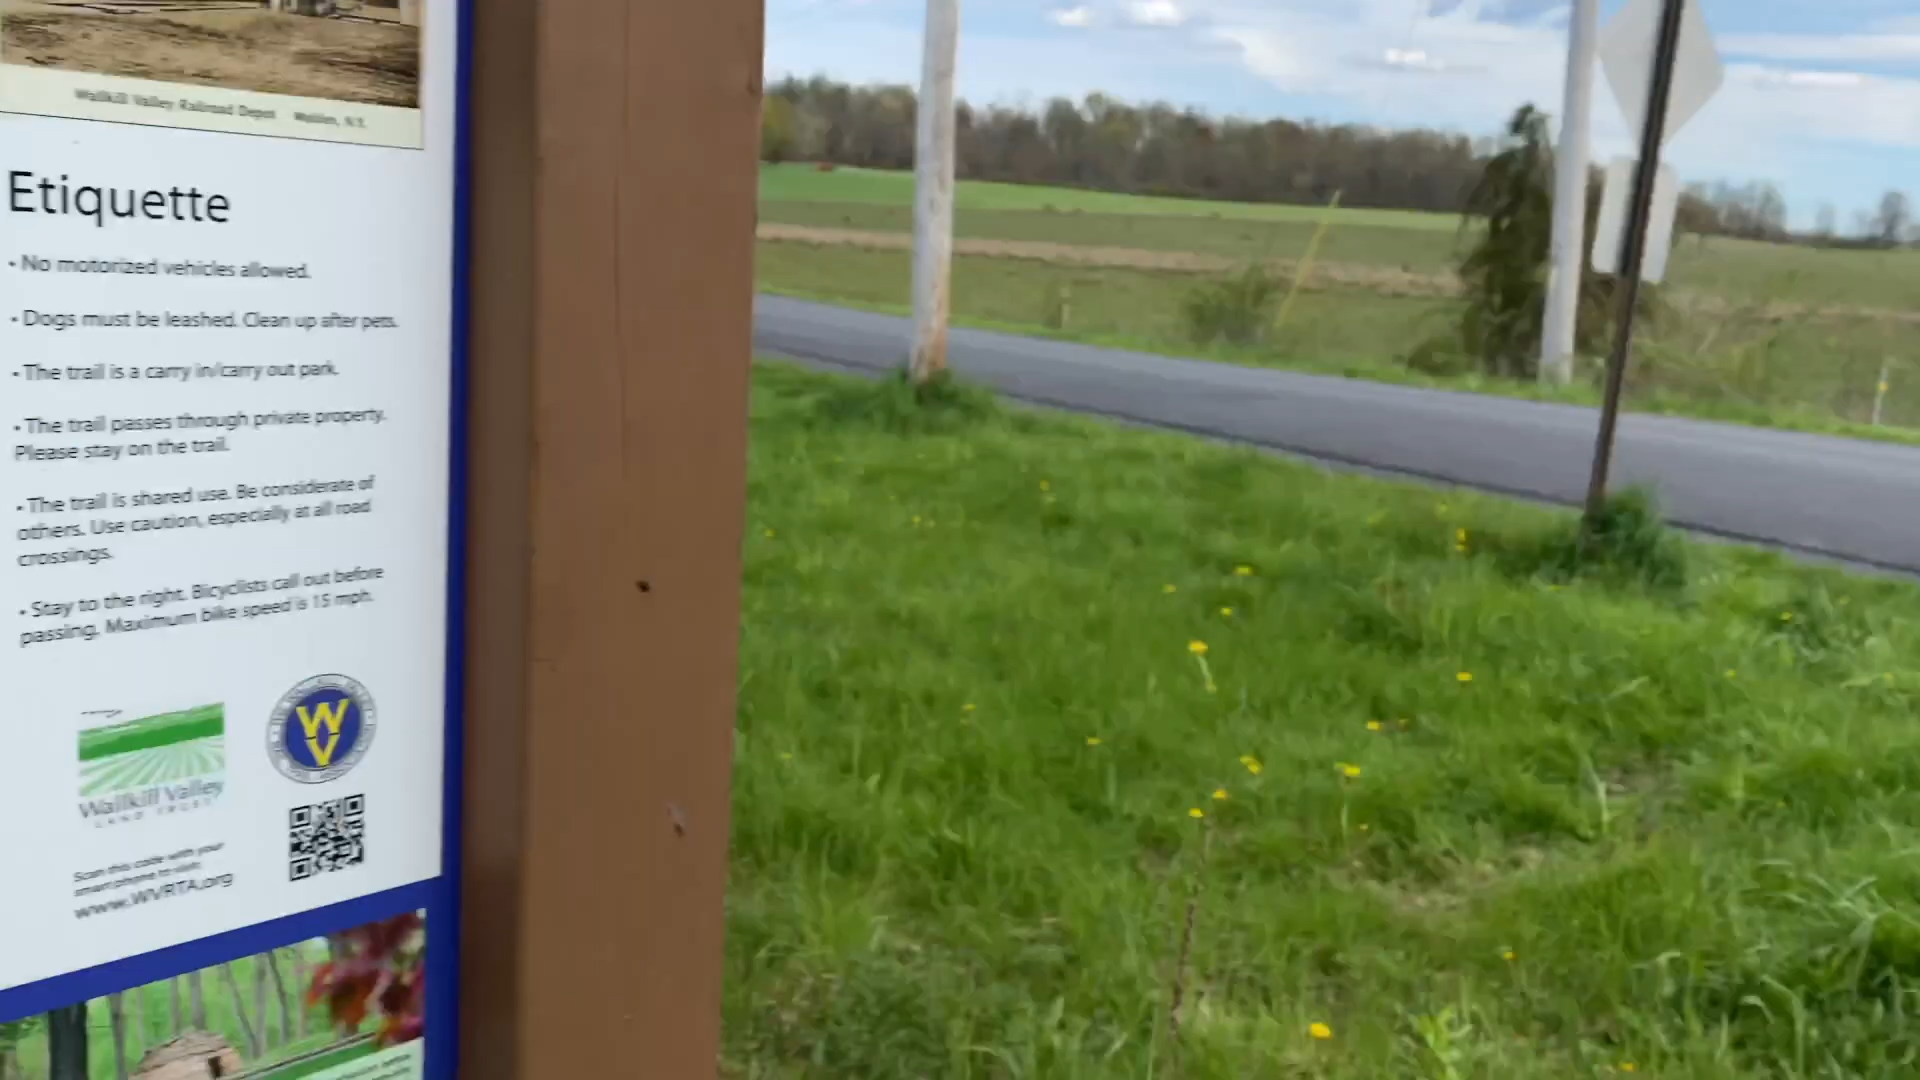 Wallkill Valley Railroad Depot Walden, N.Y.
Etiquette
• No motorized vehicles allowed.
• Dogs must be leashed. Clean up after pets.
• The trail is a carry in/carry out park.
• The trail passes through private property.
Please stay on the trail.
• The trail is shared use. Be considerate of
others. Use caution, especially at all road
crossings.
• Stay to the right. Bicyclists call out before
passing. Maximum bike speed is 15 mph.
W
V
Wallkill Valley
LAND TRUST
Scan this code with your
smart phone to visit:
www.WVRTA.org